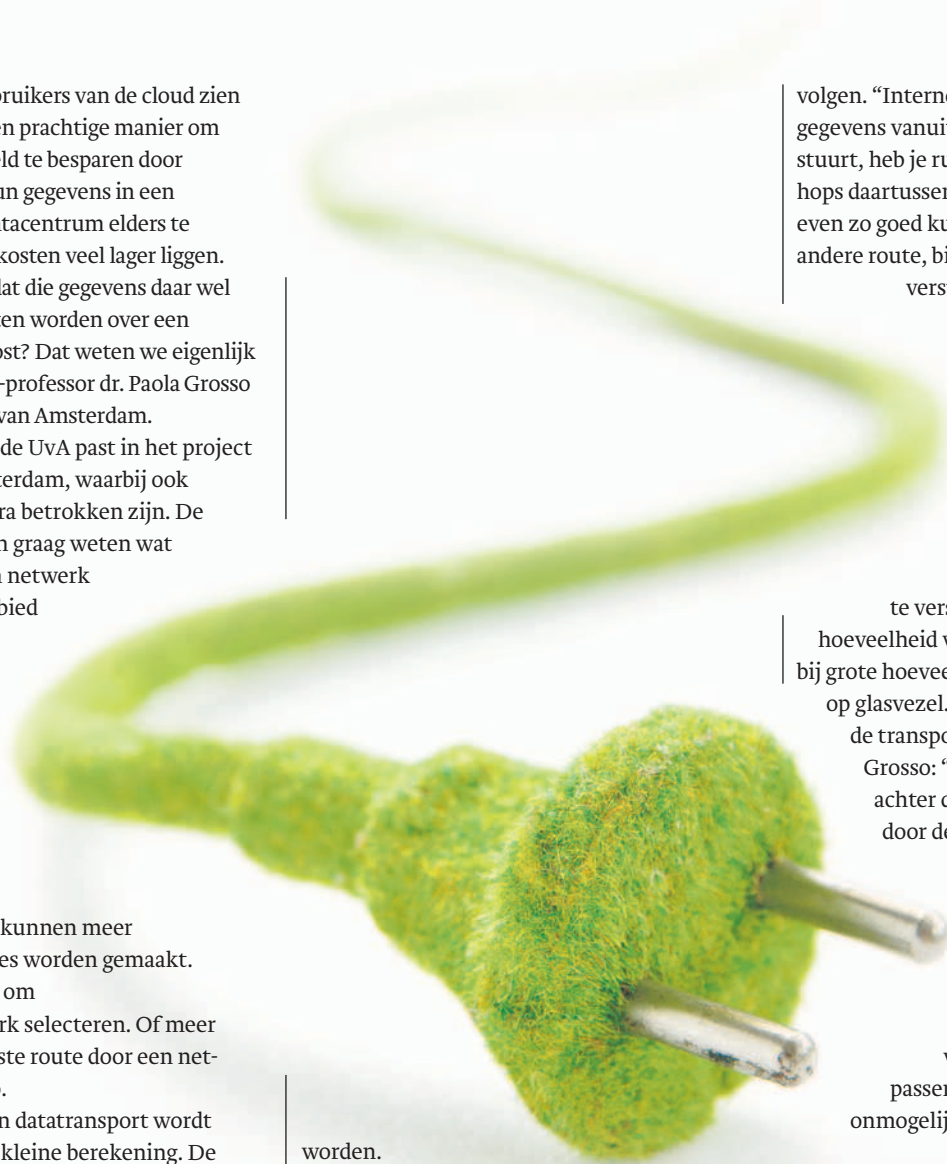 ruikers van de cloud zien
en prachtige manier om
eld te besparen door
un gegevens in een
tacentrum elders te
kosten veel lager liggen.
dat die gegevens daar wel
ten worden over een
ost? Dat weten we eigenlijk
-professor dr. Paola Grosso
van Amsterdam.
de UvA past in het project
terdam, waarbij ook
ra betrokken zijn. De
n graag weten wat
n netwerk
bied
kunnen meer
es worden gemaakt.
om
rk selecteren. Of meer
ste route door een net-
o.
n datatransport wordt
kleine berekening. De
worden.
volgen. “Interne
gegevens vanui
stuurt, heb je ru
hops daartussen
even zo goed ku
andere route, bi
vers
te vers
hoeveelheid v
bij grote hoevee
op glasvezel.
de transpo
Grosso: “
achter d
door de
v
passen
onmogelij